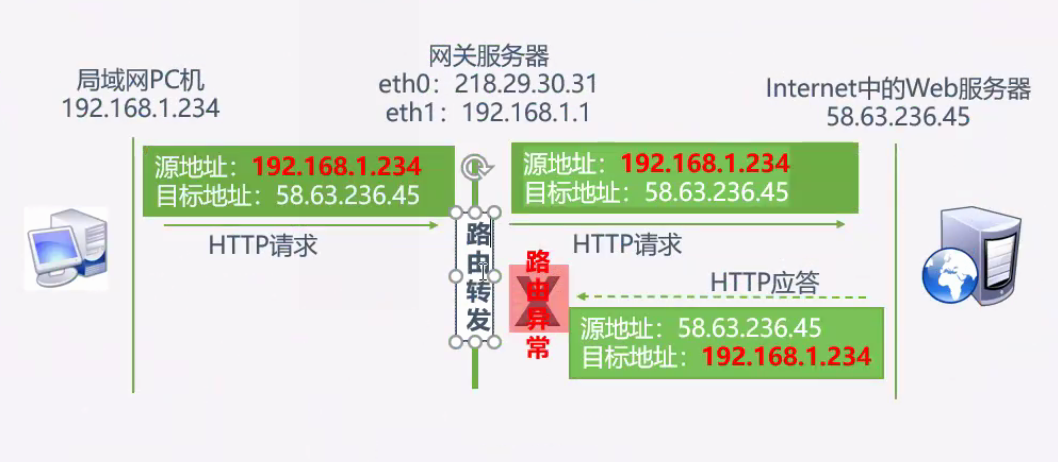 局域网PC机
192.168.1.234
网关服务器
eth0：218.29.30.31
eth1：192.168.1.1
Internet中的Web服务器
58.63.236.45
源地址：192.168.1.234
目标地址：58.63.236.45
HTTP请求
路由转发
源地址：192.168.1.234
目标地址：58.63.236.45
HTTP请求
路由异常
HTTP应答
源地址：58.63.236.45
目标地址：192.168.1.234